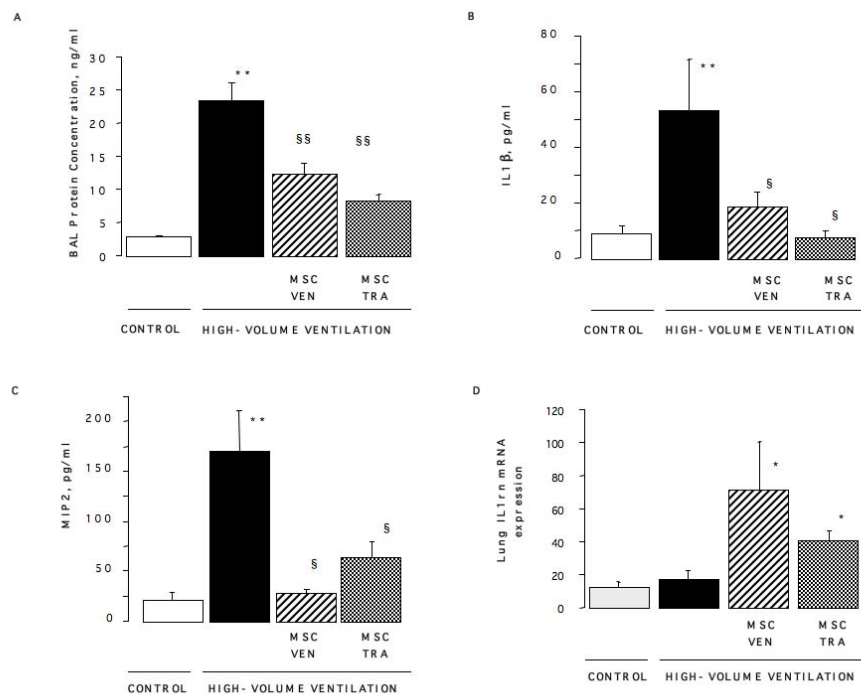 A
BAL Protein Concentration, ng/ml
30
25
20
15
10
5
0
**
§§
§§
MSC
VEN
MSC
TRA
CONTROL
HIGH- VOLUME VENTILATION
B
IL1β, pg/ml
80
60
40
20
0
**
§
§
MSC
VEN
MSC
TRA
CONTROL
HIGH- VOLUME VENTILATION
C
MIP2, pg/ml
200
150
100
50
0
**
§
§
MSC
VEN
MSC
TRA
CONTROL
HIGH- VOLUME VENTILATION
D
Lung IL1rn mRNA
expression
120
100
80
60
40
20
0
*
*
MSC
VEN
MSC
TRA
CONTROL
HIGH- VOLUME VENTILATION